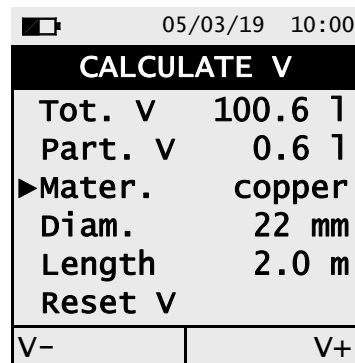 05/03/19 10:00
CALCULATE V
Tot. V 100.6 l
Part. V 0.6 l
►Mater. copper
Diam. 22 mm
Length 2.0 m
Reset V
V- V+